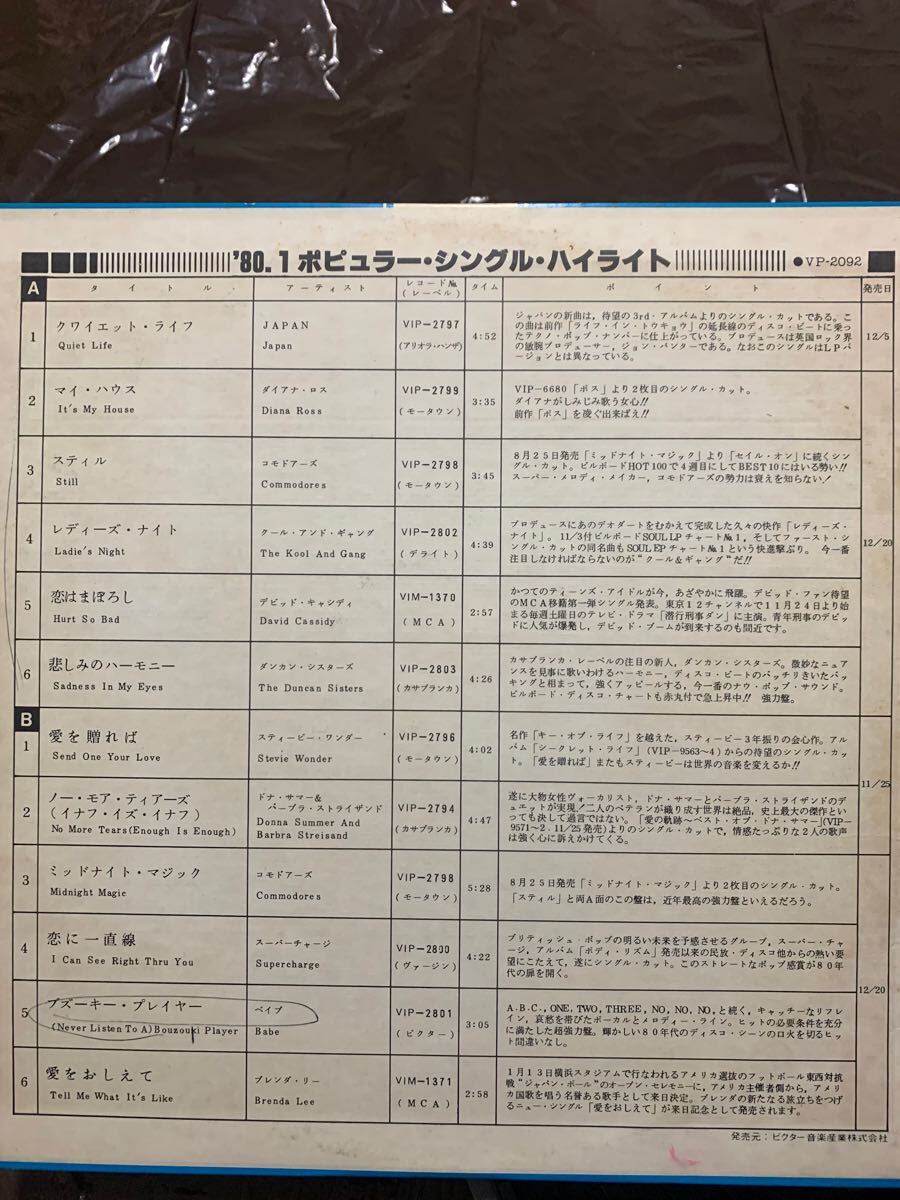 '80.1 ポピュラー・シングル・ハイライト ●VP-2092
A タイトル アーティスト レコード№(レーベル) タイム ポイント 発売日
1 クワイエット・ライフ
Quiet Life
JAPAN
Japan
VIP-2797
(アリオラ・ハンザ)
4:52
ジャパンの新曲は,待望の3rd・アルバムよりのシングル・カットである。こ
の曲は前作「ライフ・イン・トウキョウ」の延長線のディスコ・ビートに乗っ
たテクノ・ポップ・ナンバーに仕上がっている。プロデュースは英国ロック界
の敏腕プロデューサー,ジョン・パンターである。なおこのシングルはLPバ
ージョンとは異なっている。
12/5
2 マイ・ハウス
It's My House
ダイアナ・ロス
Diana Ross
VIP-2799
(モータウン)
3:35
VIP-6680「ボス」より2枚目のシングル・カット。
ダイアナがしみじみ歌う女心!!
前作「ボス」を凌ぐ出来ばえ!!
3 スティル
Still
コモドアーズ
Commodores
VIP-2798
(モータウン)
3:45
8月25日発売「ミッドナイト・マジック」より「セイル・オン」に続くシン
グル・カット。ビルボードHOT100で4週目にしてBEST10にはいる勢い!!
スーパー・メロディ・メイカー,コモドアーズの勢力は衰えを知らない!
4 レディーズ・ナイト
Ladie's Night
クール・アンド・ギャング
The Kool And Gang
VIP-2802
(デライト)
4:39
プロデュースにあのデオダートをむかえて完成した久々の快作「レディーズ・
ナイト」。11/3付ビルボードSOUL LPチャート№1,そしてファースト・シ
ングル・カットの同名曲もSOUL EPチャート№1という快進撃ぶり。今一番
注目しなければならないのが“クール&ギャング”だ!!
12/20
5 恋はまぼろし
Hurt So Bad
デビッド・キャシディ
David Cassidy
VIM-1370
(MCA)
2:57
かつてのティーンズ・アイドルが今,あざやかに飛躍。デビッド・ファン待望
のMCA移籍第一弾シングル発表。東京12チャンネルで11月24日より始
まる毎週土曜日のテレビ・ドラマ「潜行刑事ダン」に主演。青年刑事のデビッ
ドに人気が爆発し,デビッド・ブームが到来するのも間近です。
6 悲しみのハーモニー
Sadness In My Eyes
ダンカン・シスターズ
The Duncan Sisters
VIP-2803
(カサブランカ)
4:26
カサブランカ・レーベルの注目の新人,ダンカン・シスターズ。微妙なニュア
ンスを見事に歌いわけるハーモニー,ディスコ・ビートのバッチリきいたバッ
キングと相まって,強くアッピールする,今一番のナウ・ポップ・サウンド。
ビルボード・ディスコ・チャートも赤丸付で急上昇中!! 強力盤。
B
1 愛を贈れば
Send One Your Love
スティービー・ワンダー
Stevie Wonder
VIP-2796
(モータウン)
4:02
名作「キー・オブ・ライフ」を越えた,スティービー3年振りの会心作。アル
バム「シークレット・ライフ」(VIP-9563~4)からの待望のシングル・カッ
ト。「愛を贈れば」またもスティービーは世界の音楽を変えるか!!
11/25
2 ノー・モア・ティアーズ
(イナフ・イズ・イナフ)
No More Tears(Enough Is Enough)
ドナ・サマー&
バーブラ・ストライザンド
Donna Summer And
Barbra Streisand
VIP-2794
(カサブランカ)
4:47
遂に大物女性ヴォーカリスト,ドナ・サマーとバーブラ・ストライザンドのデ
ュエットが実現!二人のベテランが織り成す世界は絶品,史上最大の傑作とい
っても決して過言ではない。「愛の軌跡~ベスト・オブ・ドナ・サマー」(VIP-
9571~2.11/25発売)よりのシングル・カットで,情感たっぷりな2人の歌声
は強く心に訴えかけてくる。
3 ミッドナイト・マジック
Midnight Magic
コモドアーズ
Commodores
VIP-2798
(モータウン)
5:28
8月25日発売「ミッドナイト・マジック」より2枚目のシングル・カット。
「スティル」と両A面のこの盤は,近年最高の強力盤といえるだろう。
4 恋に一直線
I Can See Right Thru You
スーパーチャージ
Supercharge
VIP-2800
(ヴァージン)
4:22
ブリティッシュ・ポップの明るい未来を予感させるグループ,スーパー・チャ
ージ,アルバム「ボディ・リズム」発売以来の民放・ディスコ他からの熱い要
望にこたえて,遂にシングル・カット。このストレートなポップ感賞が80年
代の扉を開く。
12/20
5 ブズーキー・プレイヤー
(Never Listen To A)Bouzouki Player
ベイブ
Babe
VIP-2801
(ビクター)
3:05
A.B.C.,ONE,TWO,THREE,NO,NO,NO,と続く,キャッチーなリフレ
イン,哀愁を帯びたボーカルとメロディー・ライン。ヒットの必要条件を充分
に満たした超強力盤。輝かしい80年代のディスコ・シーンの口火を切るヒッ
ト間違いなし。
6 愛をおしえて
Tell Me What It's Like
ブレンダ・リー
Brenda Lee
VIM-1371
(MCA)
2:58
1月13日横浜スタジアムで行なわれるアメリカ選抜のフットボール東西対抗
戦“ジャパン・ボール”のオープン・セレモニーに,アメリカ主催者側から,アメリ
カ国歌を唱う名誉ある歌手として来日決定。ブレンダの新たなる旅立ちをつげ
るニュー・シングル「愛をおしえて」が来日記念として発売されます。
発売元:ビクター音楽産業株式会社